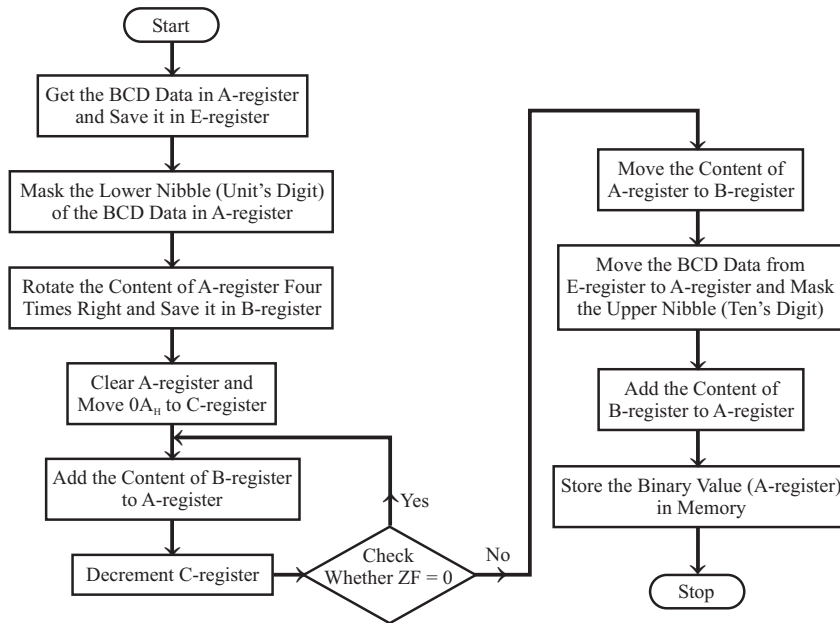 Start
Get the BCD Data in A-register
and Save it in E-register
Mask the Lower Nibble (Unit's Digit)
of the BCD Data in A-register
Rotate the Content of A-register Four
Times Right and Save it in B-register
Clear A-register and
Move 0A_H to C-register
Add the Content of B-register
to A-register
Decrement C-register
Check
Whether ZF = 0
Yes
No
Move the Content of
A-register to B-register
Move the BCD Data from
E-register to A-register and Mask
the Upper Nibble (Ten's Digit)
Add the Content of
B-register to A-register
Store the Binary Value (A-register)
in Memory
Stop